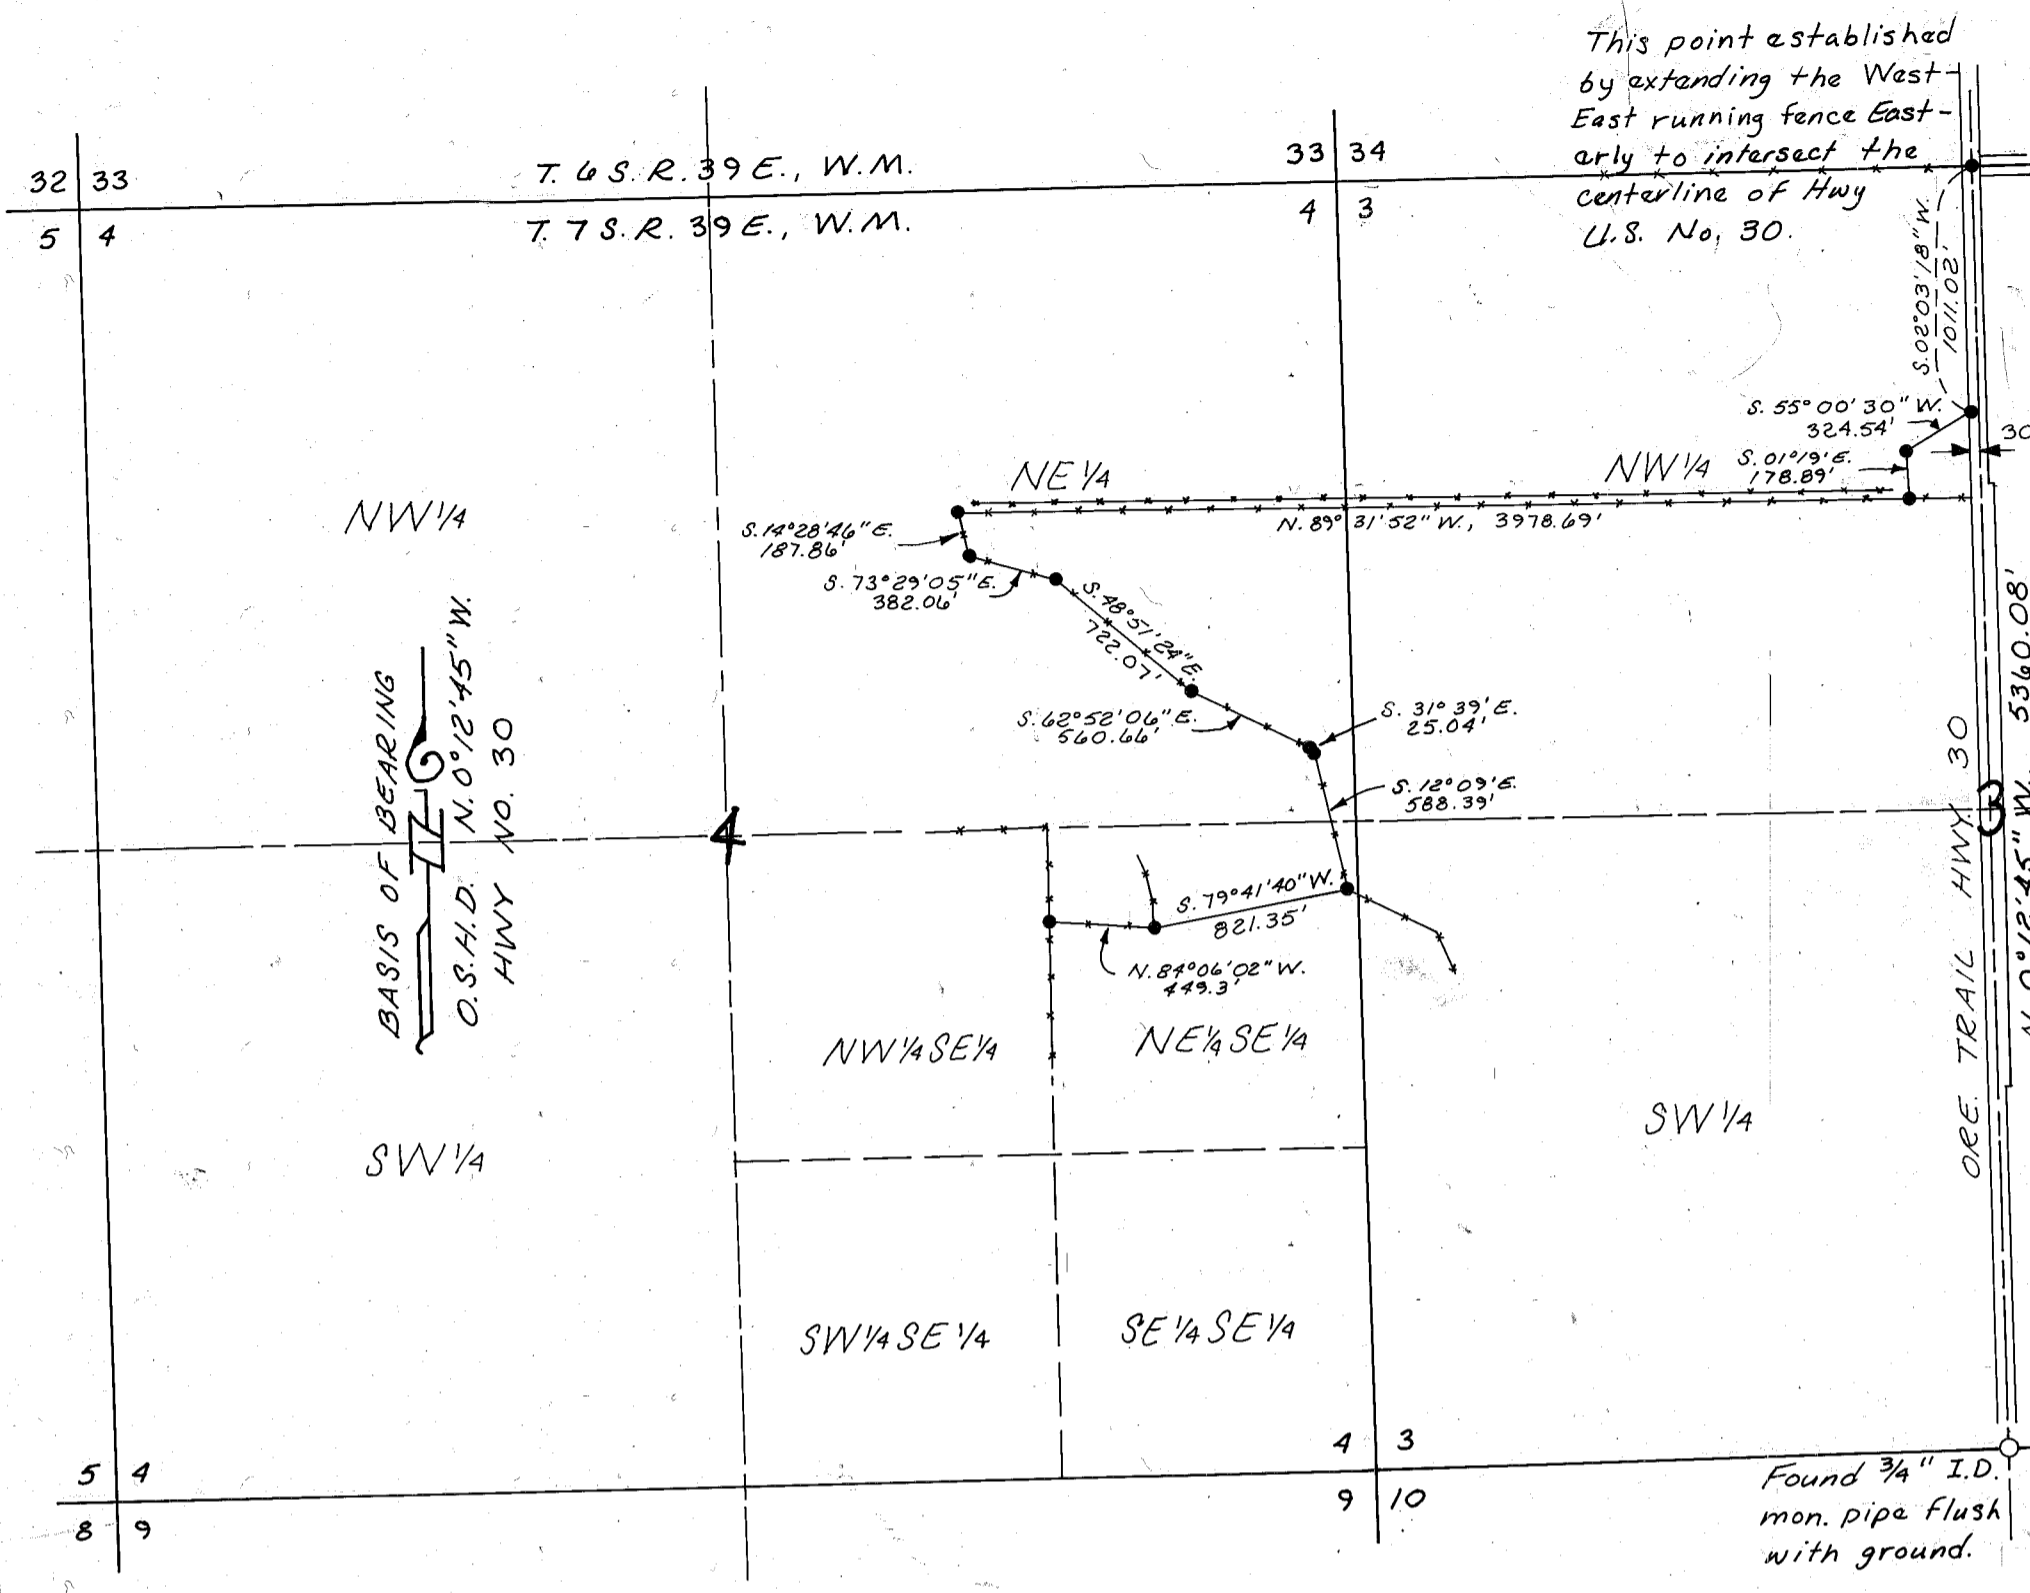 This point established
by extending the West-
East running fence East-
erly to intersect the
centerline of Hwy
U.S. No. 30.
32 33
T. 6 S. R. 39 E., W.M.
33 34
5 4
T. 7 S. R. 39 E., W.M.
4 3
S. 02°03'18" W.
1011.02'
S. 55°00'30" W.
324.54'
30
NE 1/4
NW 1/4
S. 01°19' E.
178.89'
NW 1/4
N. 89°31'52" W., 3978.69'
S. 14°28'46" E.
187.86'
S. 73°29'05" E.
382.06'
S. 48°51'24" E.
722.07'
S. 62°52'06" E.
560.66'
S. 31°39' E.
25.04'
S. 12°09' E.
588.39'
BASIS OF BEARING
N
O.S.H.D. N. 0°12'45" W.
HWY NO. 30
4
3
ORE. TRAIL HWY. 30
N. 0°12'45" W. 5360.08'
S. 79°41'40" W.
821.35'
N. 84°06'02" W.
449.3'
NW 1/4 SE 1/4
NE 1/4 SE 1/4
SW 1/4
SW 1/4
SW 1/4 SE 1/4
SE 1/4 SE 1/4
5 4
4 3
8 9
9 10
Found 3/4" I.D.
mon. pipe flush
with ground.